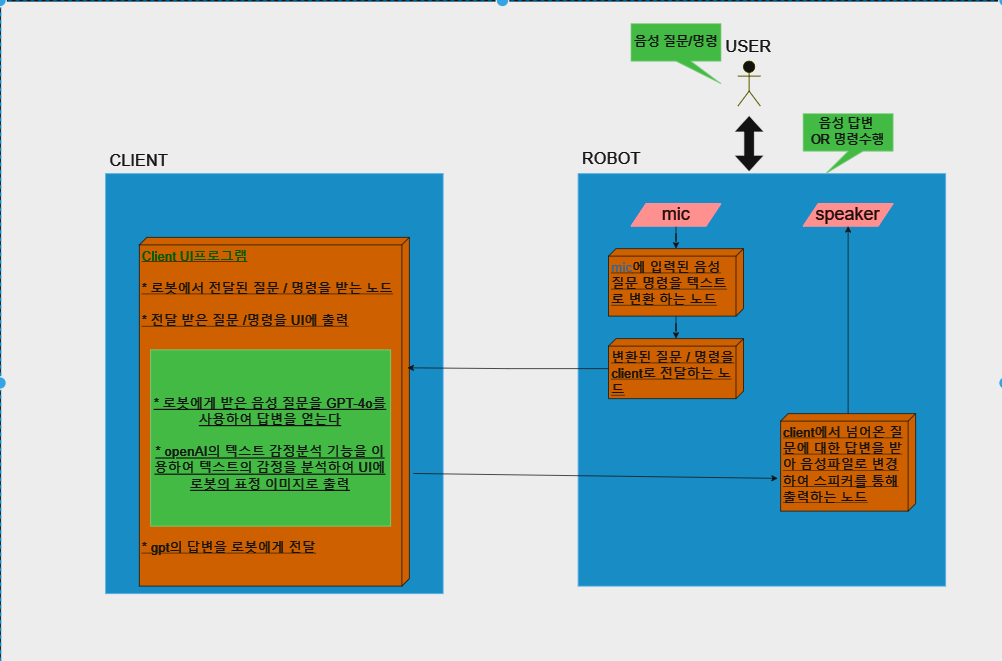 음성 질문/명령
USER
음성 답변
OR 명령수행
CLIENT
ROBOT
mic
speaker
Client UI프로그램
* 로봇에서 전달된 질문 / 명령을 받는 노드
* 전달 받은 질문 /명령을 UI에 출력
* 로봇에게 받은 음성 질문을 GPT-4o를
사용하여 답변을 얻는다
* openAI의 텍스트 감정분석 기능을 이
용하여 텍스트의 감정을 분석하여 UI에
로봇의 표정 이미지로 출력
* gpt의 답변을 로봇에게 전달
mic에 입력된 음성
질문 명령을 텍스트
로 변환 하는 노드
변환된 질문 / 명령을
client로 전달하는 노
드
client에서 넘어온 질
문에 대한 답변을 받
아 음성파일로 변경
하여 스피커를 통해
출력하는 노드